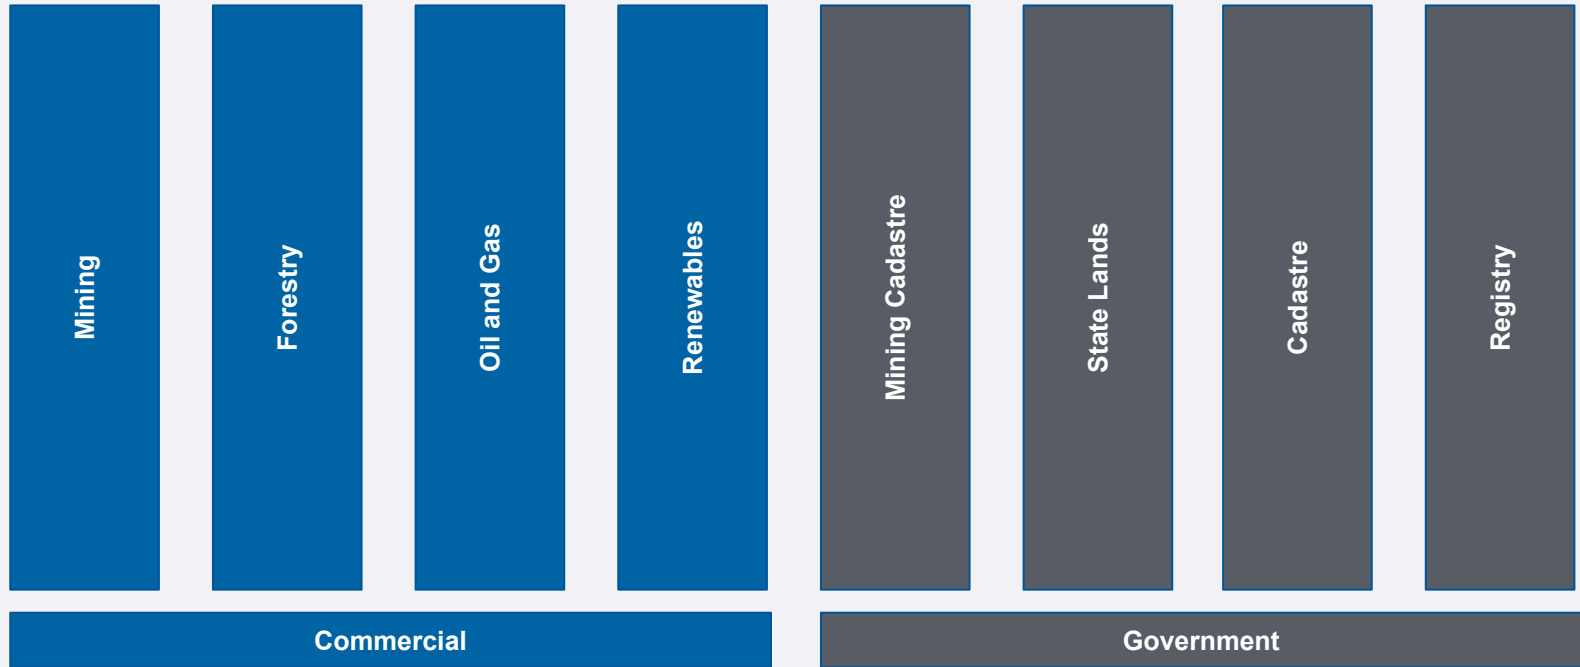 Mining
Forestry
Oil and Gas
Renewables
Mining Cadastre
State Lands
Cadastre
Registry
Commercial
Government